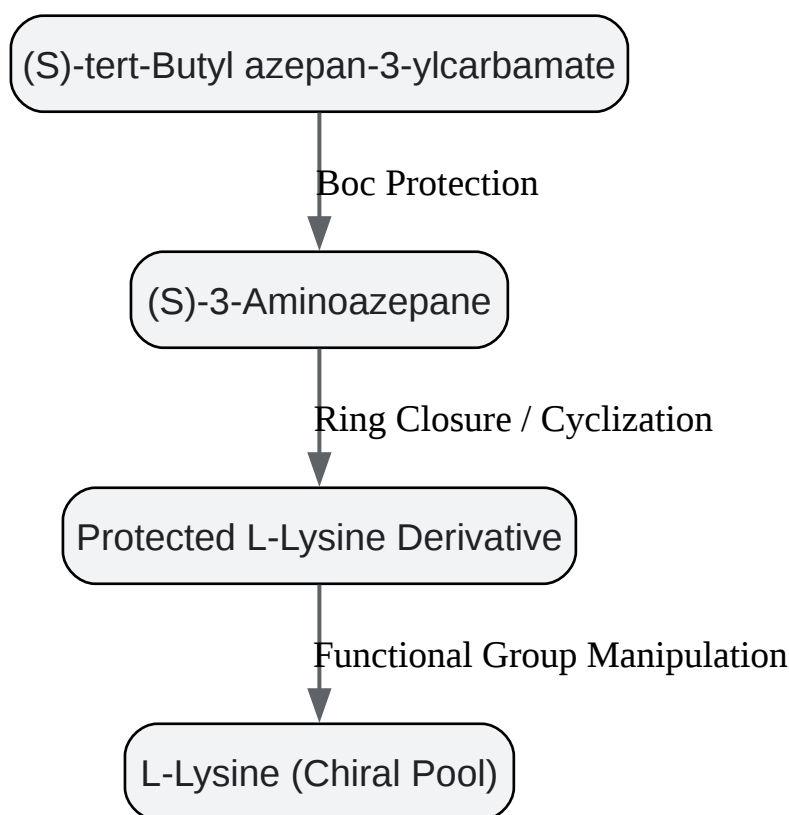 (S)-tert-Butyl azepan-3-ylcarbamate
Boc Protection
(S)-3-Aminoazepane
Ring Closure / Cyclization
Protected L-Lysine Derivative
Functional Group Manipulation
L-Lysine (Chiral Pool)